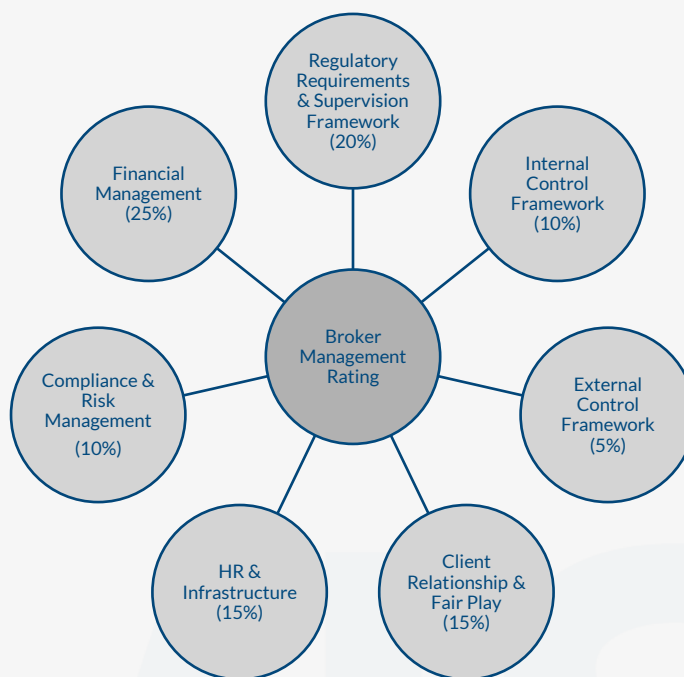 Regulatory
Requirements
& Supervision
Framework
(20%)
Internal
Control
Framework
(10%)
External
Control
Framework
(5%)
Client
Relationship &
Fair Play
(15%)
HR &
Infrastructure
(15%)
Compliance &
Risk
Management
(10%)
Financial
Management
(25%)
Broker
Management
Rating